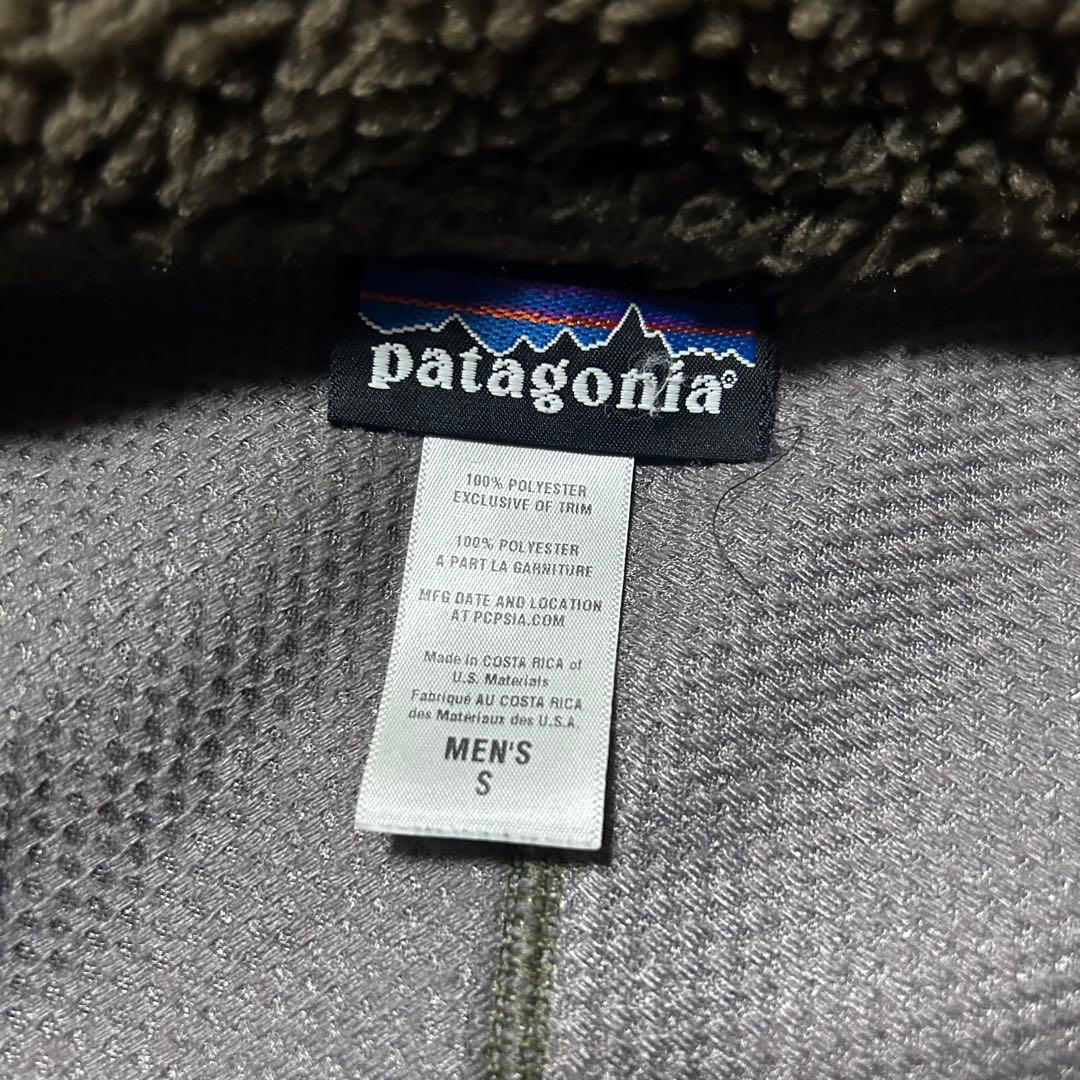 patagonia®
100% POLYESTER
EXCLUSIVE OF TRIM
100% POLYESTER
A PART LA GARNITURE
MFG DATE AND LOCATION
AT PCPSIA.COM
Made in COSTA RICA of
U.S. Materials
Fabriqué AU COSTA RICA
des Materiaux des U.S.A.
MEN'S
S